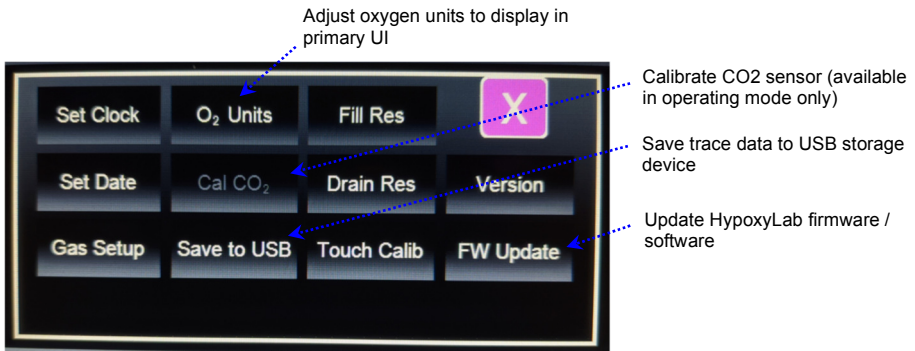 Adjust oxygen units to display in
primary UI
Calibrate CO2 sensor (available
in operating mode only)
Save trace data to USB storage
device
Update HypoxyLab firmware /
software
Set Clock
O₂ Units
Fill Res
X
Set Date
Cal CO₂
Drain Res
Version
Gas Setup
Save to USB
Touch Calib
FW Update